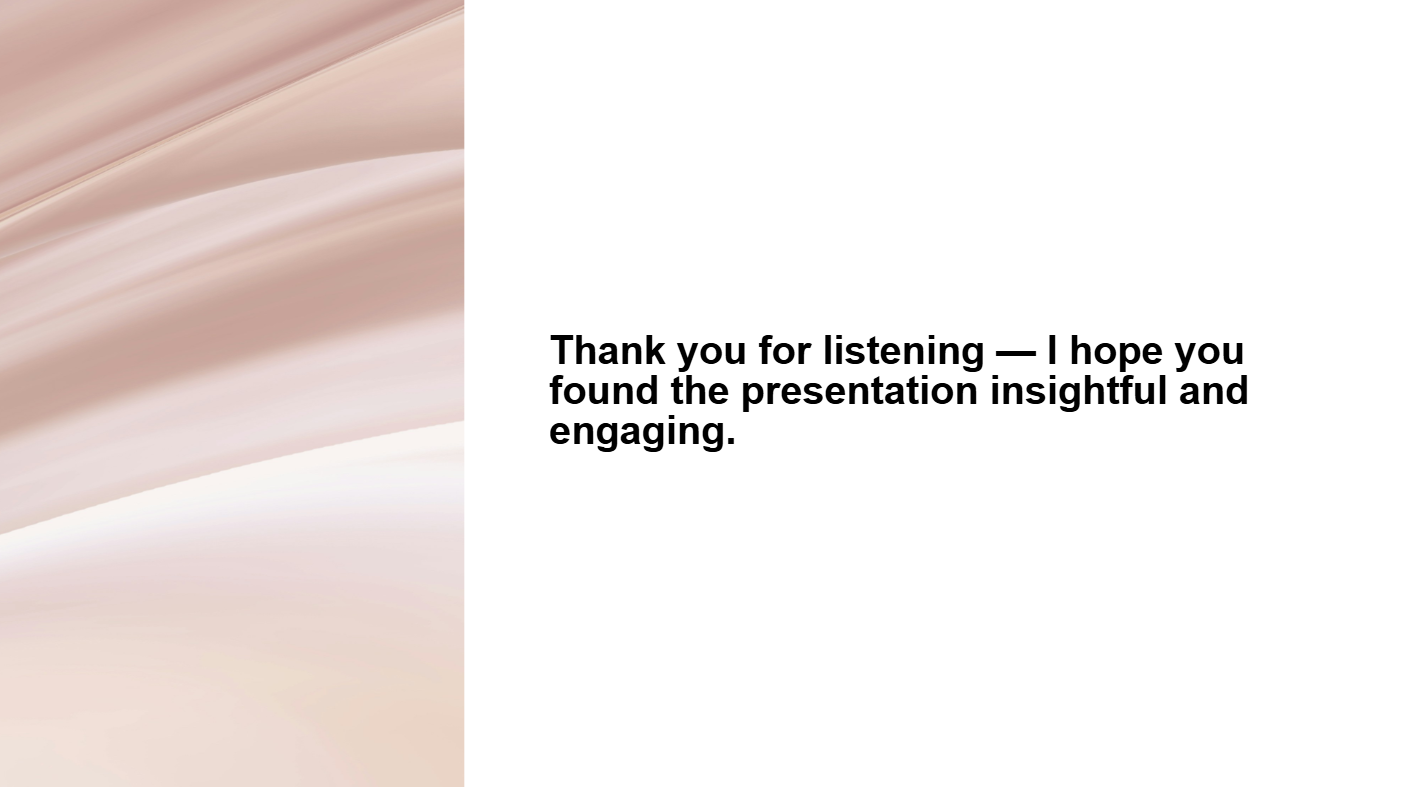 Thank you for listening — I hope you
found the presentation insightful and
engaging.